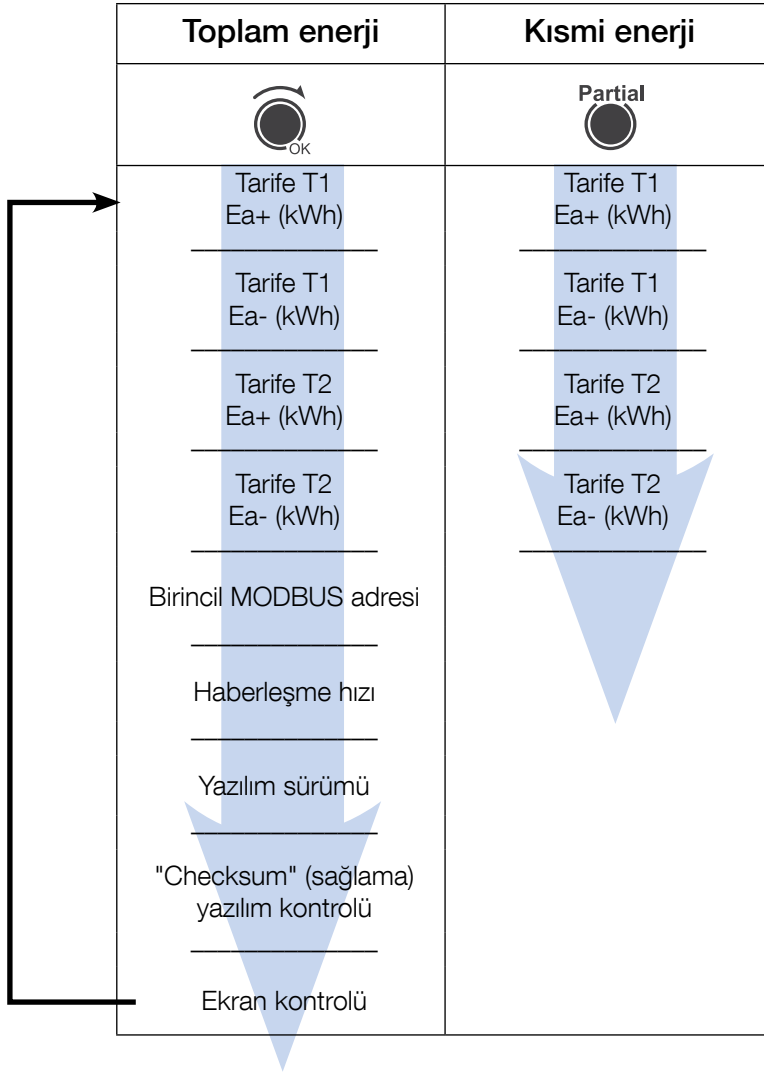 Toplam enerji
Kısmi enerji
OK
Partial
Tarife T1
Ea+ (kWh)
Tarife T1
Ea- (kWh)
Tarife T2
Ea+ (kWh)
Tarife T2
Ea- (kWh)
Birincil MODBUS adresi
Haberleşme hızı
Yazılım sürümü
"Checksum" (sağlama)
yazılım kontrolü
Ekran kontrolü
Tarife T1
Ea+ (kWh)
Tarife T1
Ea- (kWh)
Tarife T2
Ea+ (kWh)
Tarife T2
Ea- (kWh)